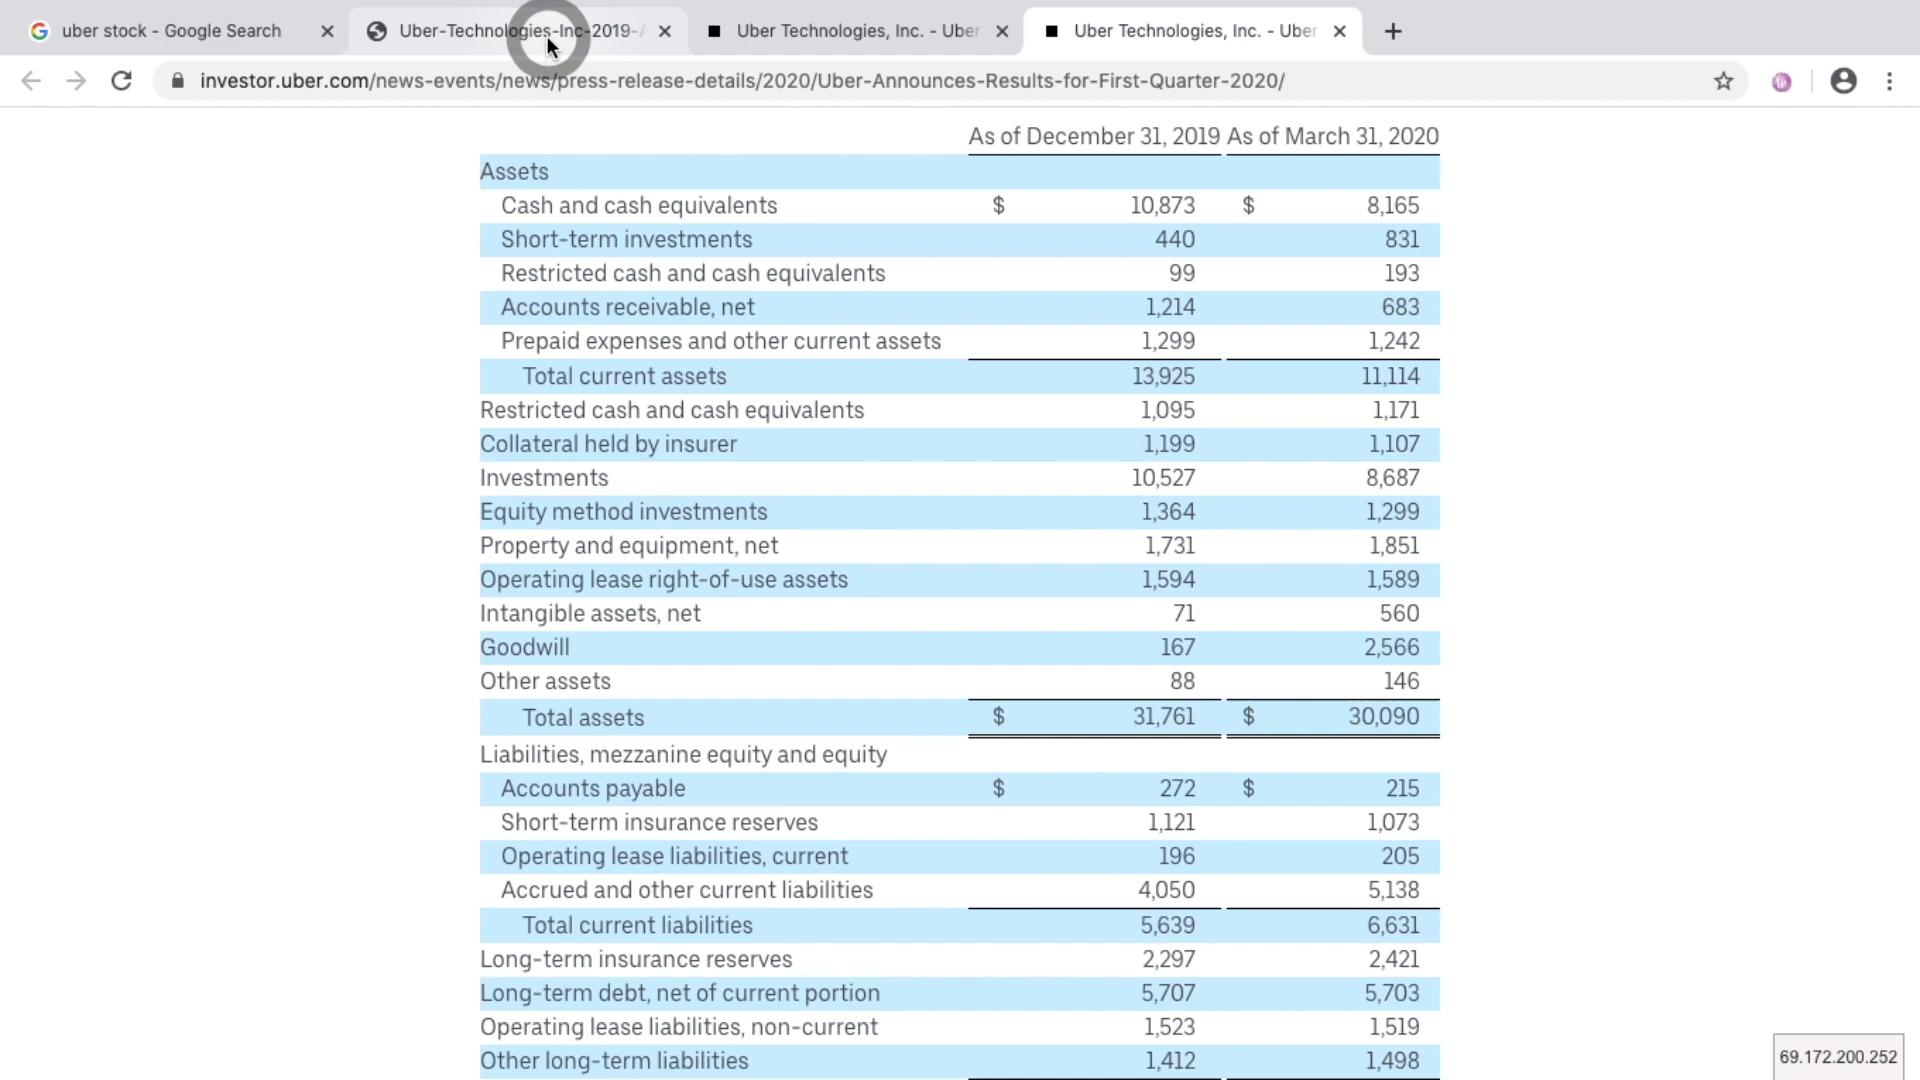 uber stock - Google Search
Uber-Technologies-Inc-2019-
Uber Technologies, Inc. - Uber
Uber Technologies, Inc. - Uber
investor.uber.com/news-events/news/press-release-details/2020/Uber-Announces-Results-for-First-Quarter-2020/
As of December 31, 2019 As of March 31, 2020
Assets
Cash and cash equivalents $ 10,873 $ 8,165
Short-term investments 440 831
Restricted cash and cash equivalents 99 193
Accounts receivable, net 1,214 683
Prepaid expenses and other current assets 1,299 1,242
Total current assets 13,925 11,114
Restricted cash and cash equivalents 1,095 1,171
Collateral held by insurer 1,199 1,107
Investments 10,527 8,687
Equity method investments 1,364 1,299
Property and equipment, net 1,731 1,851
Operating lease right-of-use assets 1,594 1,589
Intangible assets, net 71 560
Goodwill 167 2,566
Other assets 88 146
Total assets $ 31,761 $ 30,090
Liabilities, mezzanine equity and equity
Accounts payable $ 272 $ 215
Short-term insurance reserves 1,121 1,073
Operating lease liabilities, current 196 205
Accrued and other current liabilities 4,050 5,138
Total current liabilities 5,639 6,631
Long-term insurance reserves 2,297 2,421
Long-term debt, net of current portion 5,707 5,703
Operating lease liabilities, non-current 1,523 1,519
Other long-term liabilities 1,412 1,498
69.172.200.252